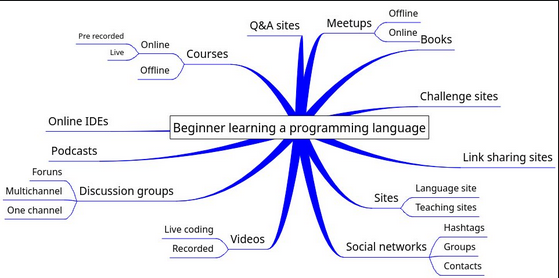 Q&A sites
Meetups
Offline
Online
Books
Pre recorded
Live
Online
Offline
Courses
Challenge sites
Online IDEs
Beginner learning a programming language
Podcasts
Link sharing sites
Foruns
Multichannel
One channel
Discussion groups
Sites
Language site
Teaching sites
Live coding
Recorded
Videos
Social networks
Hashtags
Groups
Contacts